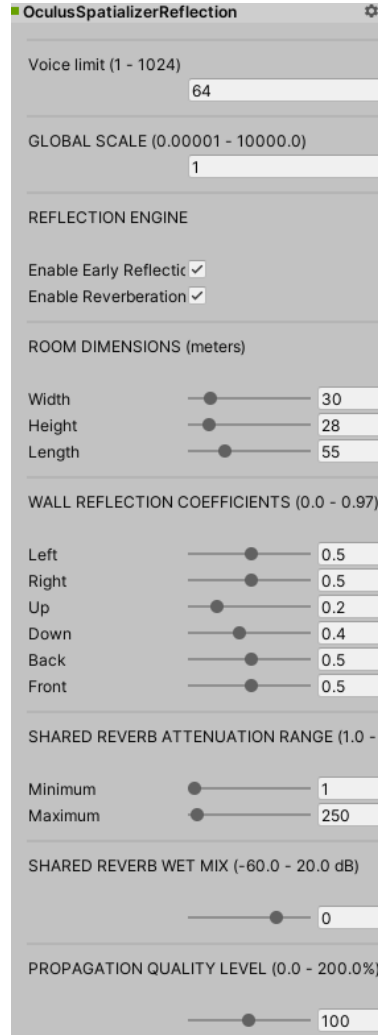 OculusSpatializerReflection
Voice limit (1 - 1024)
64
GLOBAL SCALE (0.00001 - 10000.0)
1
REFLECTION ENGINE
Enable Early Reflectic
Enable Reverberation
ROOM DIMENSIONS (meters)
Width 30
Height 28
Length 55
WALL REFLECTION COEFFICIENTS (0.0 - 0.97)
Left 0.5
Right 0.5
Up 0.2
Down 0.4
Back 0.5
Front 0.5
SHARED REVERB ATTENUATION RANGE (1.0 -
Minimum 1
Maximum 250
SHARED REVERB WET MIX (-60.0 - 20.0 dB)
0
PROPAGATION QUALITY LEVEL (0.0 - 200.0%)
100